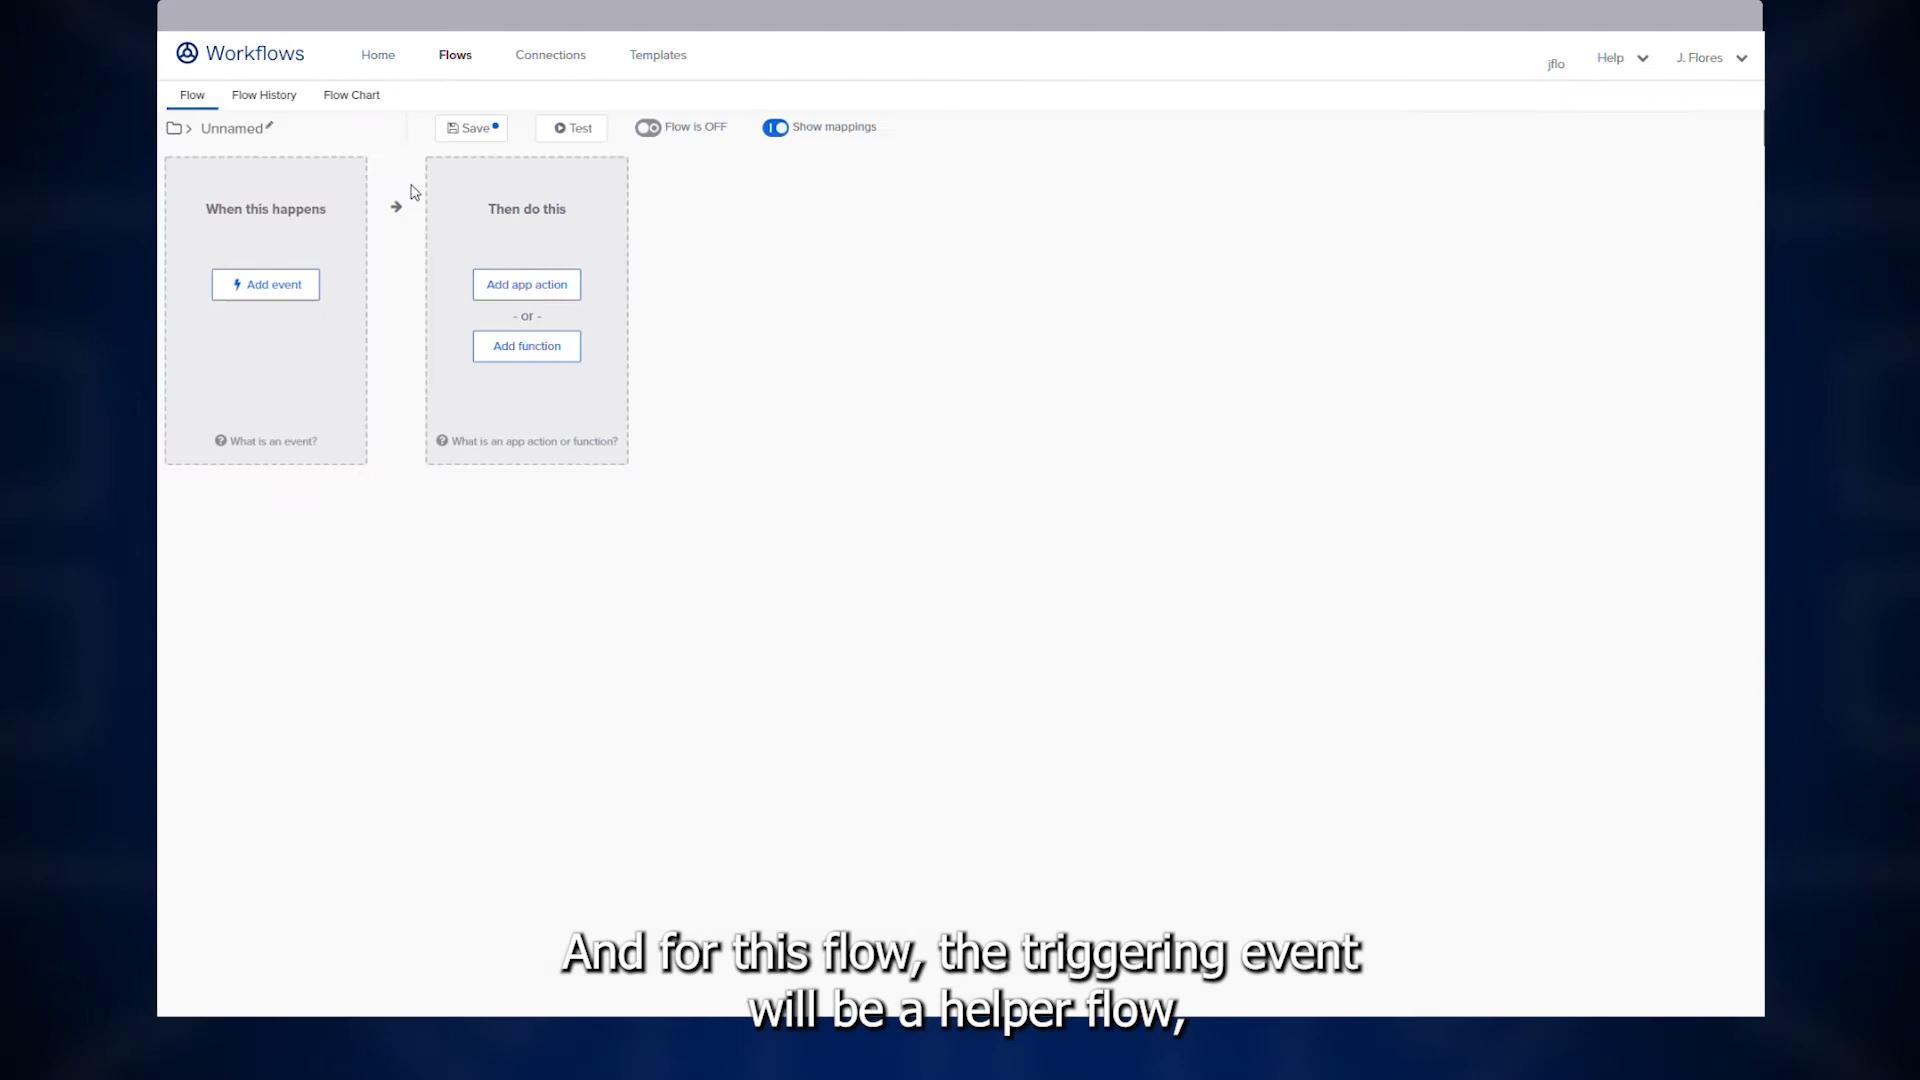 Workflows
Home
Flows
Connections
Templates
jflo
Help
J. Flores
Flow
Flow History
Flow Chart
Unnamed
Save
Test
Flow is OFF
Show mappings
When this happens
Add event
What is an event?
Then do this
Add app action
- or -
Add function
What is an app action or function?
And for this flow, the triggering event
will be a helper flow,